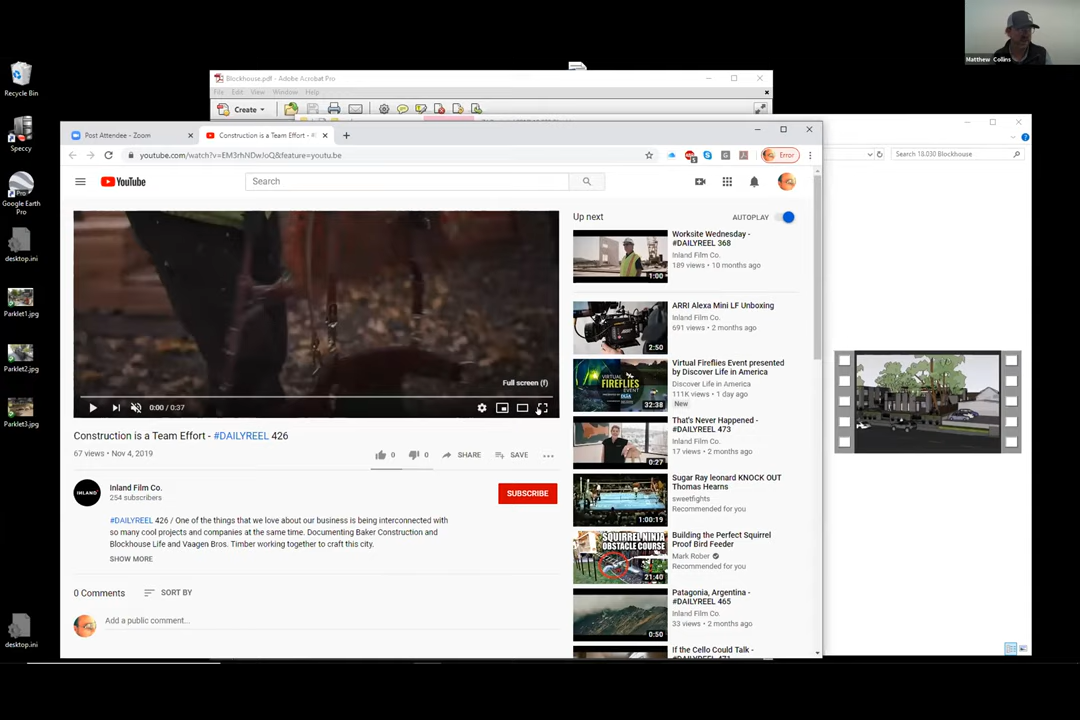 Matthew Collins
Recycle Bin
Speccy
Google Earth
Pro
desktop.ini
Parklet1.jpg
Parklet2.jpg
Parklet3.jpg
desktop.ini
Blockhouse.pdf - Adobe Acrobat Pro
File Edit View Window Help
Create
Search 18.030 Blockhouse
Post Attendee - Zoom
Construction is a Team Effort - #
youtube.com/watch?v=EM3rhNDwJoQ&feature=youtu.be
Error
YouTube
Search
Full screen (f)
0:00 / 0:37
Construction is a Team Effort - #DAILYREEL 426
67 views • Nov 4, 2019
0
0
SHARE
SAVE
INLAND
Inland Film Co.
254 subscribers
SUBSCRIBE
#DAILYREEL 426 / One of the things that we love about our business is being interconnected with
so many cool projects and companies at the same time. Documenting Baker Construction and
Blockhouse Life and Vaagen Bros. Timber working together to craft this city.
SHOW MORE
0 Comments
SORT BY
Add a public comment...
Up next
AUTOPLAY
Worksite Wednesday -
#DAILYREEL 368
Inland Film Co.
189 views • 10 months ago
1:00
ARRI Alexa Mini LF Unboxing
Inland Film Co.
691 views • 2 months ago
2:50
Virtual Fireflies Event presented
by Discover Life in America
Discover Life in America
111K views • 1 day ago
New
VIRTUAL
FIREFLIES
EVENT
32:38
That's Never Happened -
#DAILYREEL 473
Inland Film Co.
17 views • 2 months ago
0:27
Sugar Ray leonard KNOCK OUT
Thomas Hearns
sweetfights
Recommended for you
1:00:19
Building the Perfect Squirrel
Proof Bird Feeder
Mark Rober
Recommended for you
SQUIRREL NINJA
OBSTACLE COURSE
21:40
Patagonia, Argentina -
#DAILYREEL 465
Inland Film Co.
33 views • 2 months ago
0:50
If the Cello Could Talk -